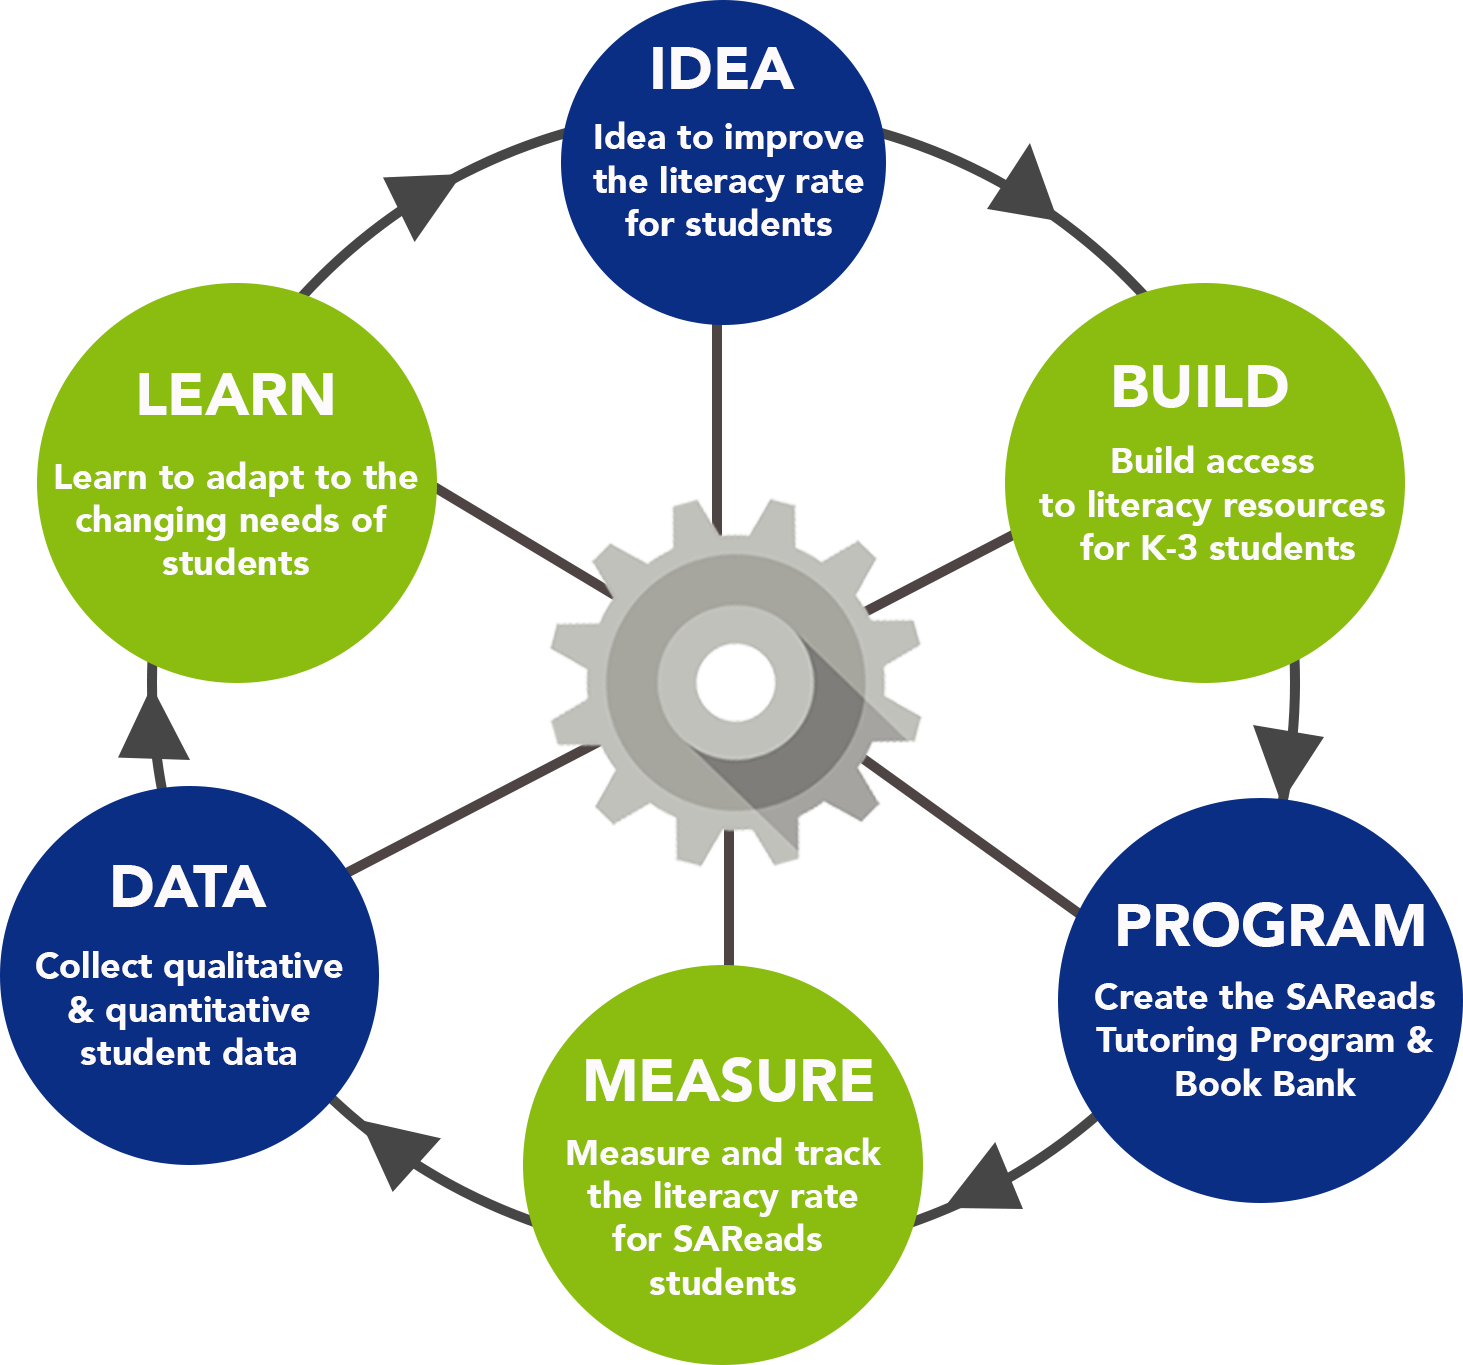 IDEA
Idea to improve
the literacy rate
for students
BUILD
Build access
to literacy resources
for K-3 students
PROGRAM
Create the SAReads
Tutoring Program &
Book Bank
MEASURE
Measure and track
the literacy rate
for SAReads
students
DATA
Collect qualitative
& quantitative
student data
LEARN
Learn to adapt to the
changing needs of
students